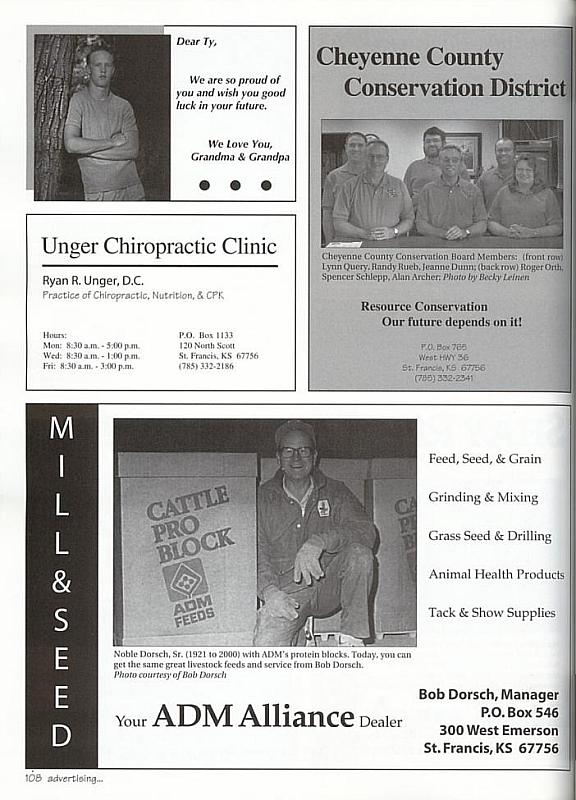 Dear Ty,
We are so proud of
you and wish you good
luck in your future.
We Love You,
Grandma & Grandpa
Cheyenne County
Conservation District
Cheyenne County Conservation Board Members: (front row)
Lynn Query, Randy Rueb, Jeanne Dunn; (back row) Roger Orth,
Spencer Schlepp, Alan Archer; Photo by Becky Leinen
Resource Conservation
Our future depends on it!
P.O. Box 765
West HWY 36
St. Francis, KS 67756
(785) 332-2341
Unger Chiropractic Clinic
Ryan R. Unger, D.C.
Practice of Chiropractic, Nutrition, & CPK
Hours:
Mon: 8:30 a.m. - 5:00 p.m.
Wed: 8:30 a.m. - 1:00 p.m.
Fri: 8:30 a.m. - 3:00 p.m.
P.O. Box 1133
120 North Scott
St. Francis, KS 67756
(785) 332-2186
MILL & SEED
CATTLE
PRO
BLOCK
ADM
FEEDS
CATT
PR
BL
Feed, Seed, & Grain
Grinding & Mixing
Grass Seed & Drilling
Animal Health Products
Tack & Show Supplies
Noble Dorsch, Sr. (1921 to 2000) with ADM's protein blocks. Today, you can
get the same great livestock feeds and service from Bob Dorsch.
Photo courtesy of Bob Dorsch
Your ADM Alliance Dealer
Bob Dorsch, Manager
P.O. Box 546
300 West Emerson
St. Francis, KS 67756
108 advertising...